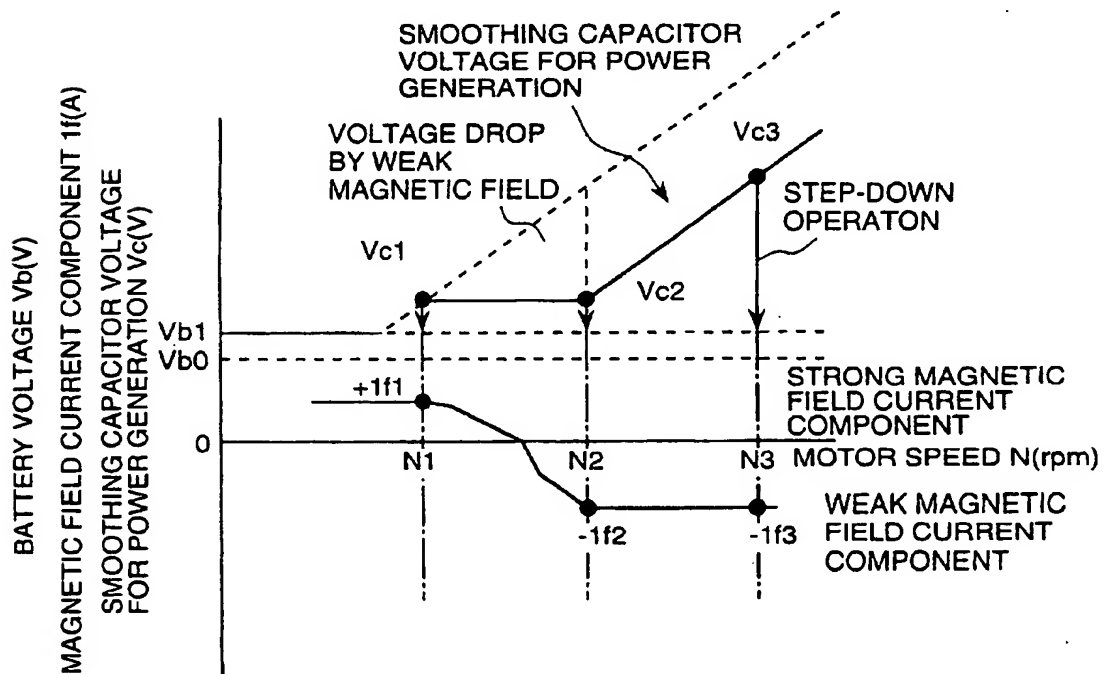 BATTERY VOLTAGE Vb(V)
MAGNETIC FIELD CURRENT COMPONENT 1f(A)
SMOOTHING CAPACITOR VOLTAGE
FOR POWER GENERATION Vc(V)
SMOOTHING CAPACITOR
VOLTAGE FOR POWER
GENERATION
VOLTAGE DROP
BY WEAK
MAGNETIC FIELD
Vc3
STEP-DOWN
OPERATON
Vc1
Vc2
Vb1
Vb0
+1f1
STRONG MAGNETIC
FIELD CURRENT
COMPONENT
0
N1
N2
N3
MOTOR SPEED N(rpm)
-1f2
-1f3
WEAK MAGNETIC
FIELD CURRENT
COMPONENT